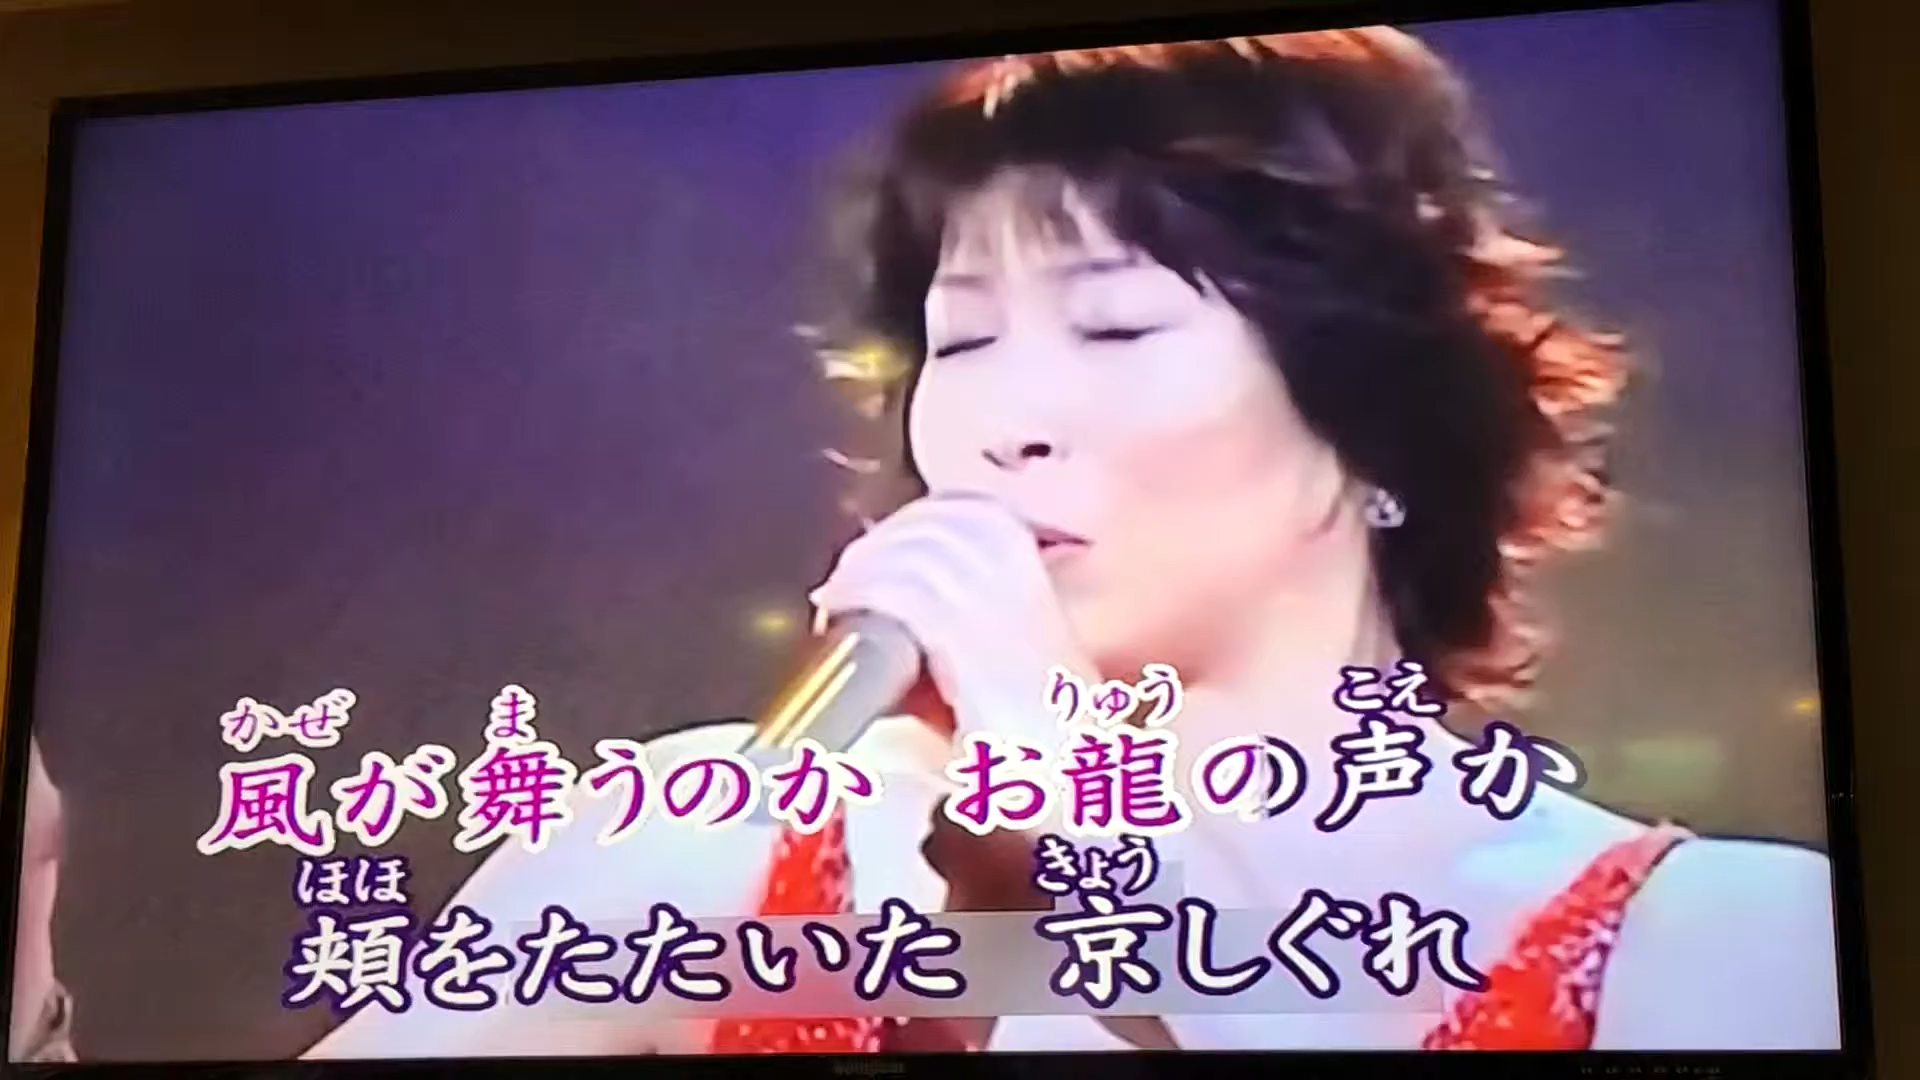 かぜ ま りゅう こえ
風が舞うのか お龍の声か
ほほ きょう
頬をたたいた 京しぐれ